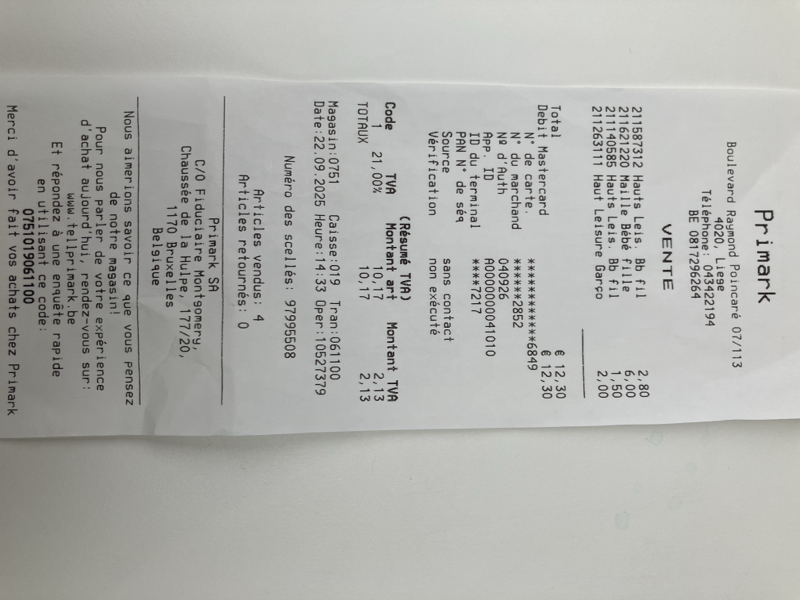 Primark
Boulevard Raymond Poincaré 07/113
4020, Liege
Téléphone: 043422194
BE 0817296264
VENTE
211587312 Hauts Leis. Bb fil 2,80
211621220 Maille Bébé fille 6,00
211140585 Hauts Leis. Bb fil 1,50
211263111 Haut Leisure Garço 2,00
Total € 12,30
Debit Mastercard € 12,30
N° de carte. ************6849
N° du marchand ******2852
Nº d'Auth 040926
App. ID A0000000041010
ID du terminal ****7217
PAN N° de séq
Source sans contact
Vérification non exécuté
(Résumé TVA)
Code TVA Montant art Montant TVA
1 21,00% 10,17 2,13
TOTAUX 10,17 2,13
Magasin:0751 Caisse:019 Tran:061100
Date:22.09.2025 Heure:14:33 Oper:10527379
Numéro des scellés: 97995508
Articles vendus: 4
Articles retournés: 0
Primark SA
C/O Fiduciaire Montgomery,
Chaussée de la Hulpe, 177/20,
1170 Bruxelles
Belgique
Nous aimerions savoir ce que vous pensez
de notre magasin!
Pour nous parler de votre expérience
d'achat aujourd'hui, rendez-vous sur:
www.tellprimark.be
Et répondez à une enquête rapide
en utilisant ce code:
0751019061100
Merci d'avoir fait vos achats chez Primark